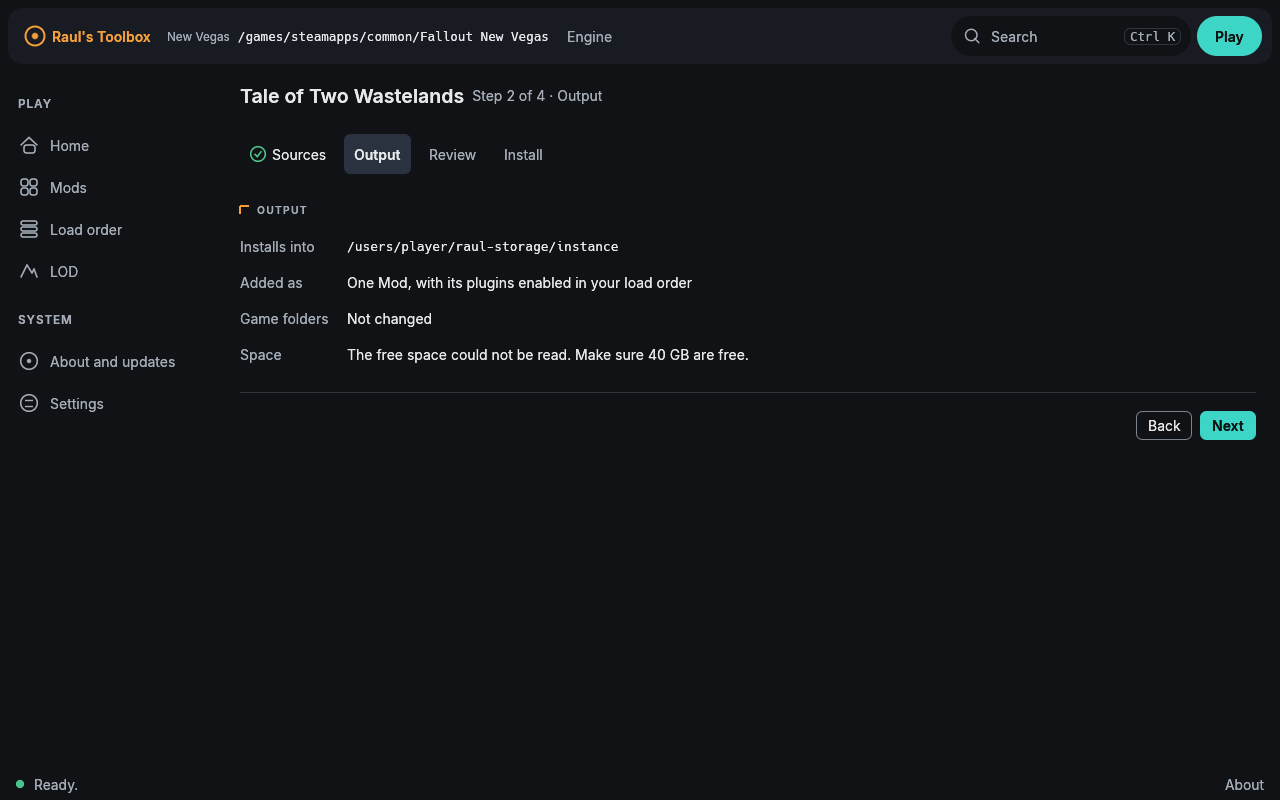 Raul's Toolbox New Vegas /games/steamapps/common/Fallout New Vegas Engine Search Ctrl K Play
PLAY
Home
Mods
Load order
LOD
SYSTEM
About and updates
Settings
Tale of Two Wastelands Step 2 of 4 · Output
Sources Output Review Install
OUTPUT
Installs into /users/player/raul-storage/instance
Added as One Mod, with its plugins enabled in your load order
Game folders Not changed
Space The free space could not be read. Make sure 40 GB are free.
Back Next
Ready. About